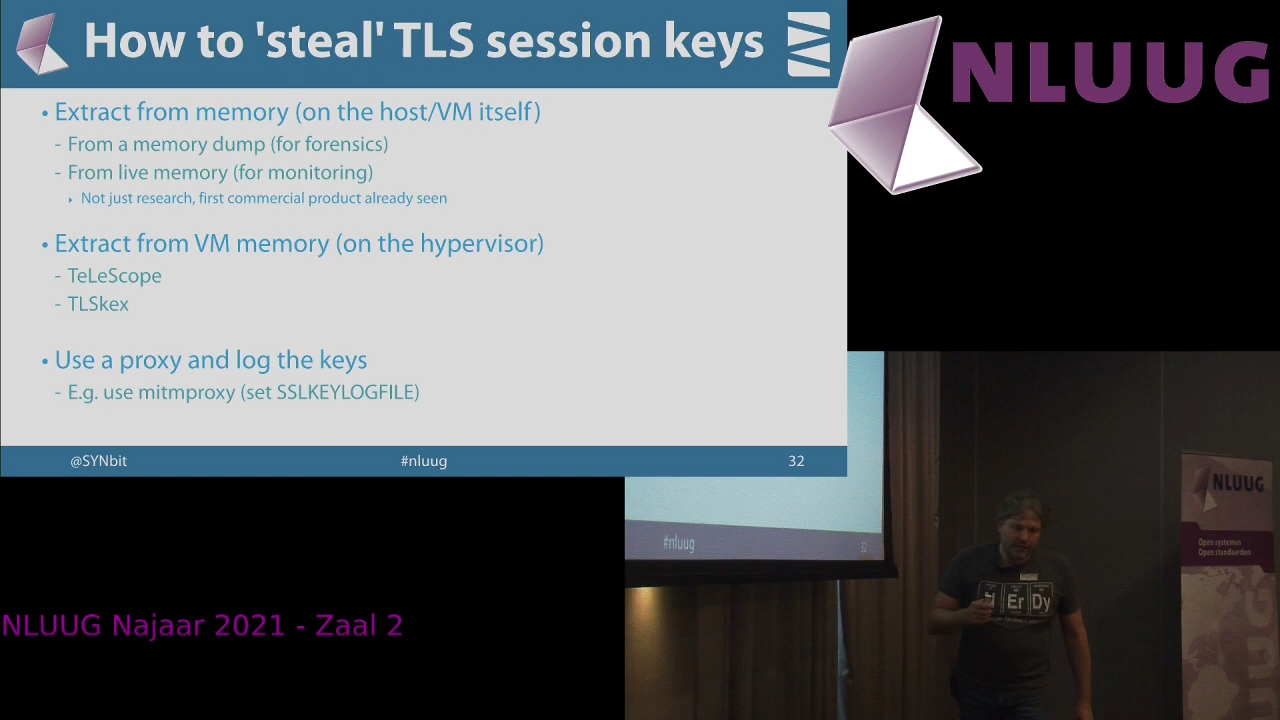 How to 'steal' TLS session keys
• Extract from memory (on the host/VM itself)
- From a memory dump (for forensics)
- From live memory (for monitoring)
‣ Not just research, first commercial product already seen
• Extract from VM memory (on the hypervisor)
- TeLeScope
- TLSkex
• Use a proxy and log the keys
- E.g. use mitmproxy (set SSLKEYLOGFILE)
@SYNbit #nluug 32
NLUUG
#nluug 32
ErDy
NLUUG
Open systemen
Open standaarden
NLUUG Najaar 2021 - Zaal 2